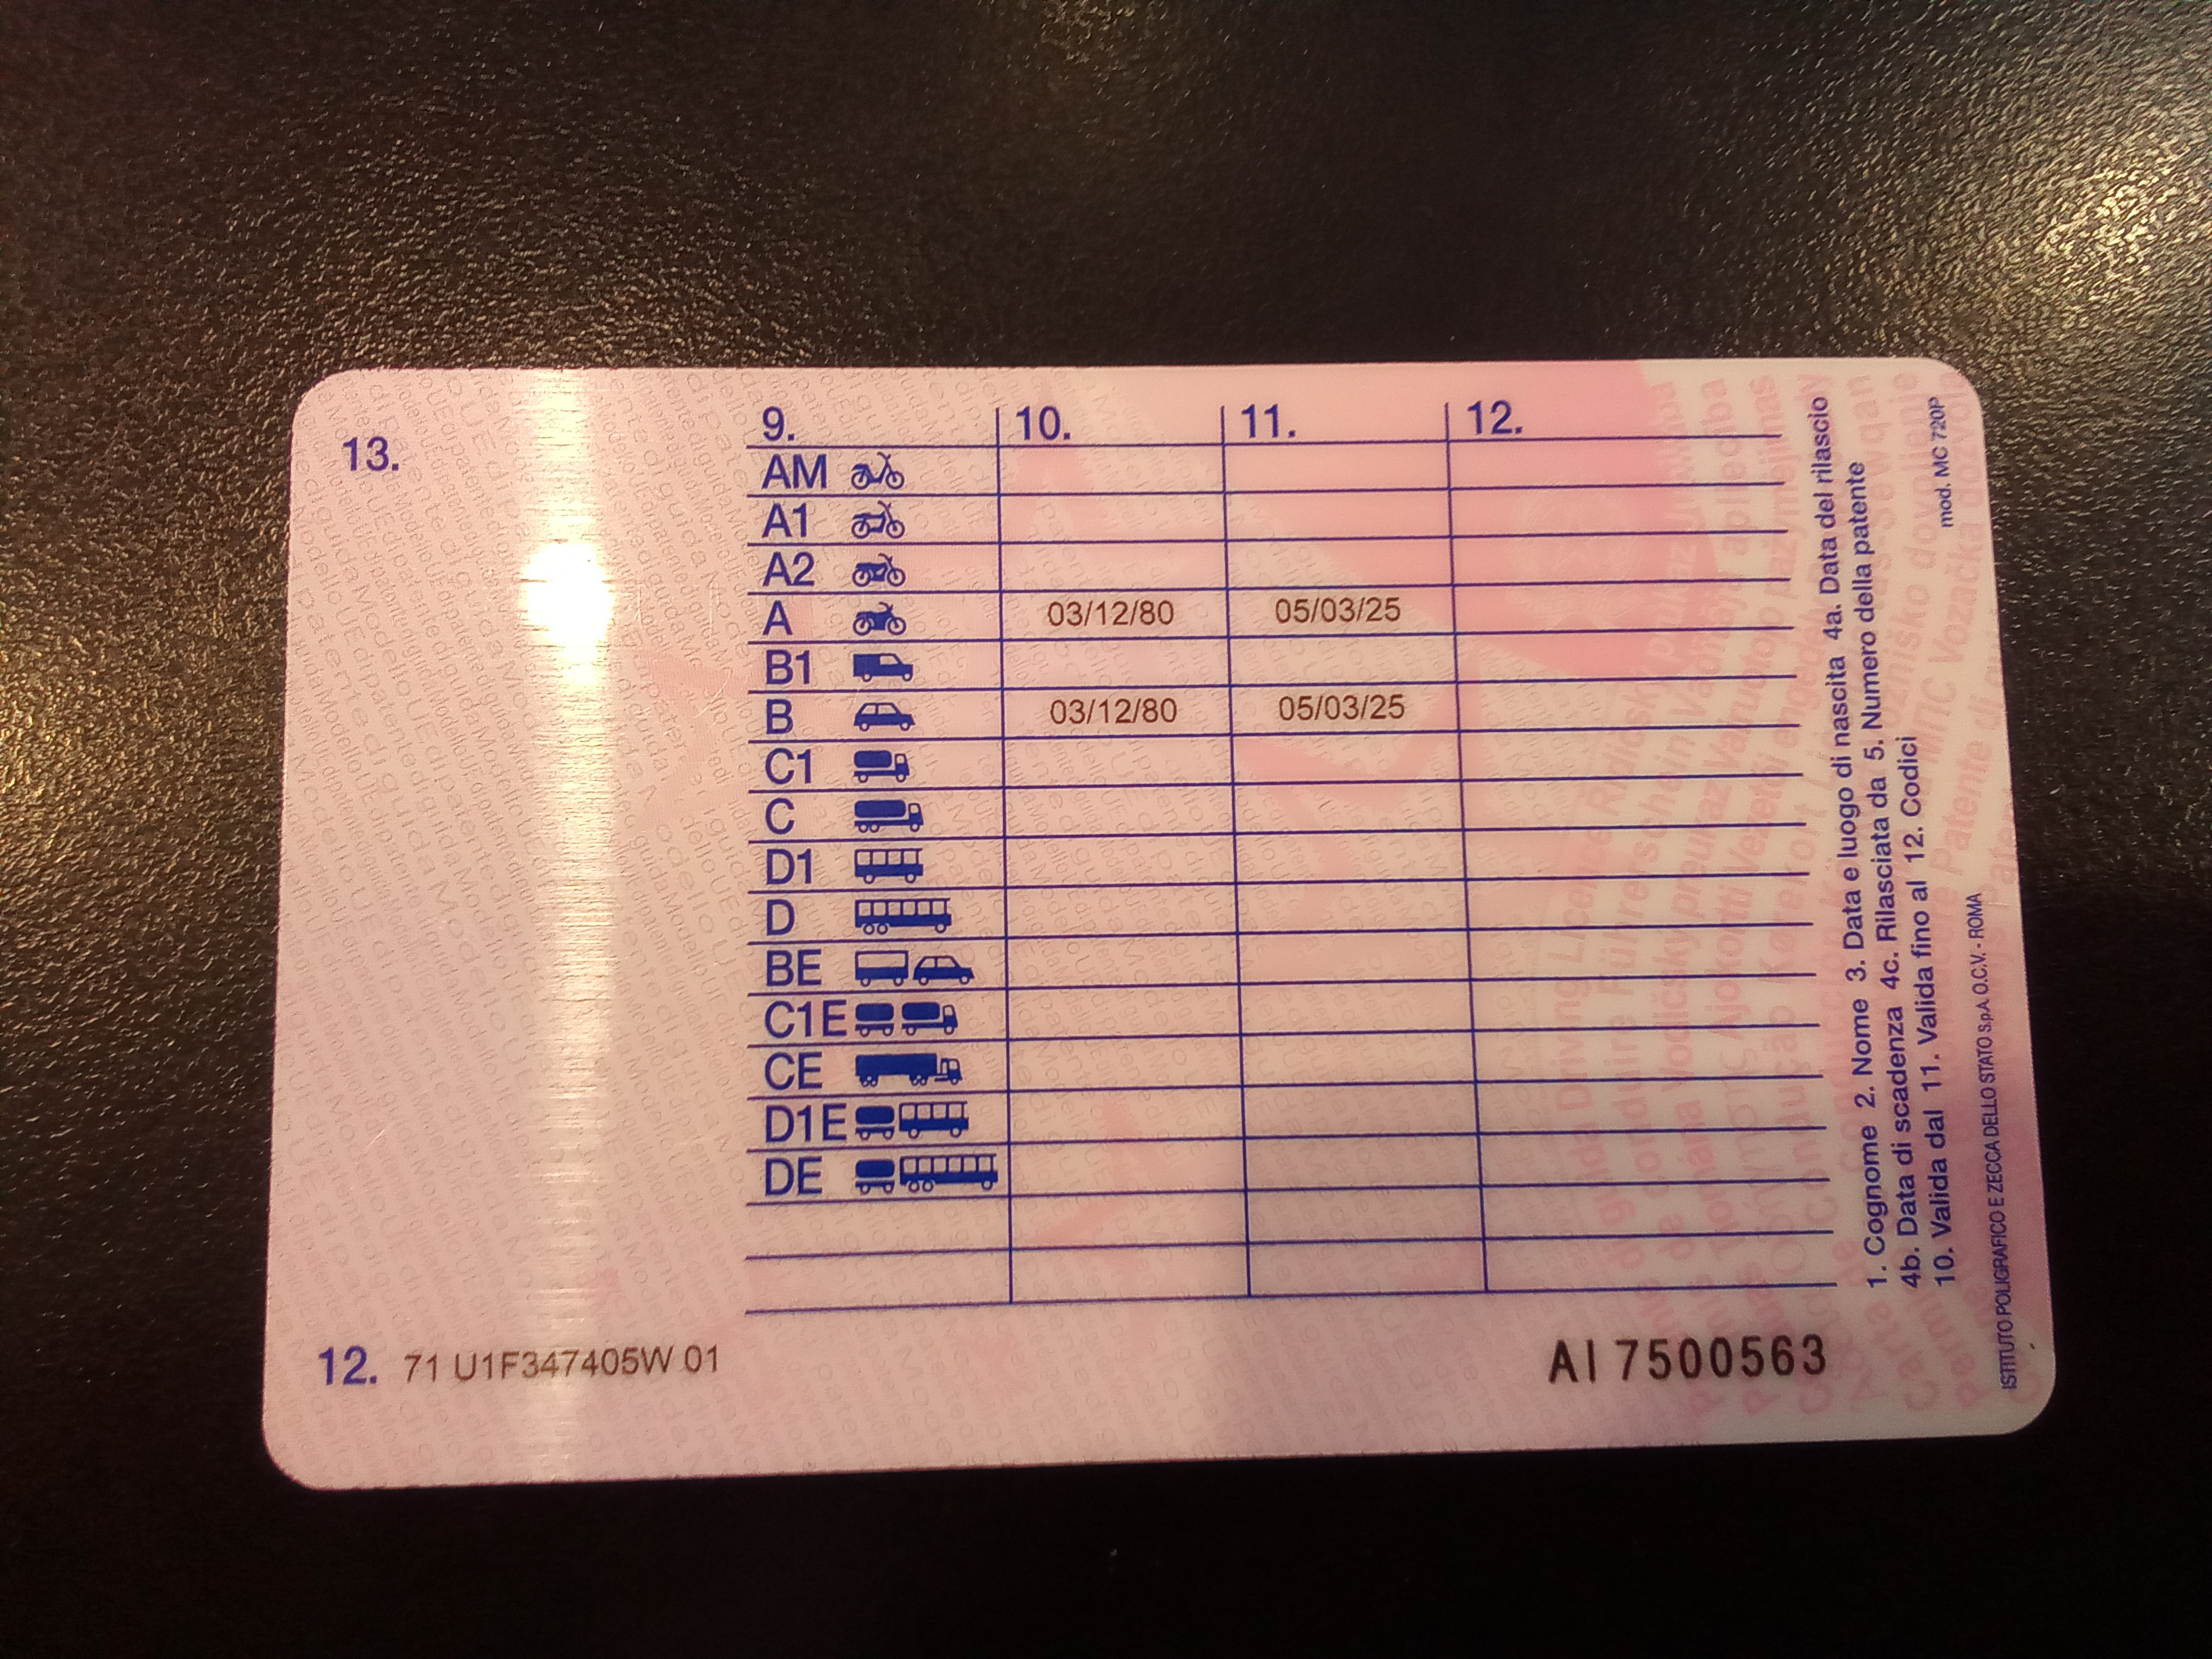 13.
9. 10. 11. 12.
AM
A1
A2
A 03/12/80 05/03/25
B1
B 03/12/80 05/03/25
C1
C
D1
D
BE
C1E
CE
D1E
DE
12. 71 U1F347405W 01
AI 7500563
1. Cognome 2. Nome 3. Data e luogo di nascita 4a. Data del rilascio
4b. Data di scadenza 4c. Rilasciata da 5. Numero della patente
10. Valida dal 11. Valida fino al 12. Codici
mod. MC 720P
ISTITUTO POLIGRAFICO E ZECCA DELLO STATO S.p.A. O.C.V. - ROMA